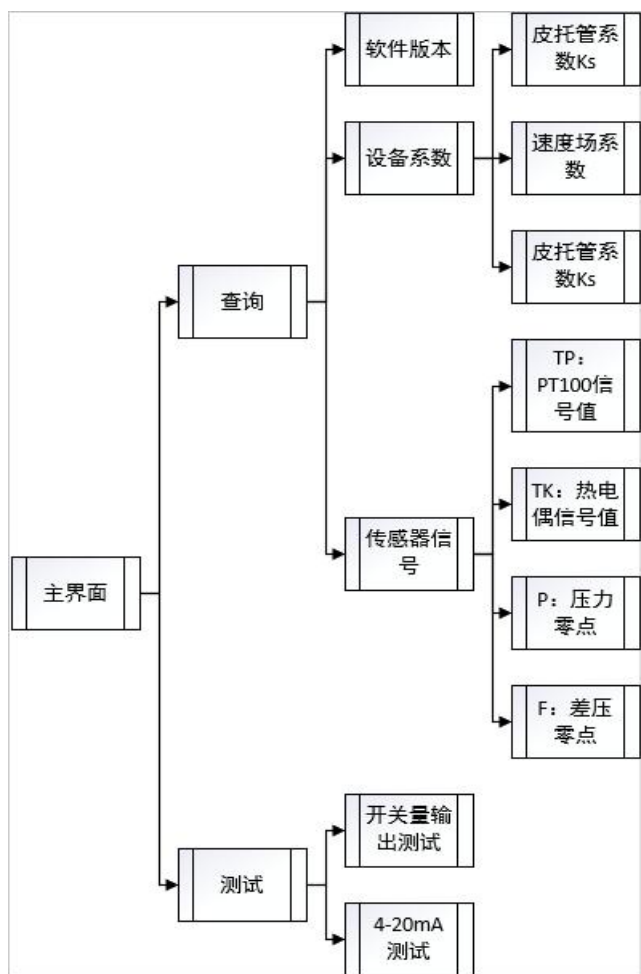 软件版本
皮托管系
数Ks
设备系数
速度场系
数
皮托管系
数Ks
查询
TP：
PT100信
号值
TK：热电
偶信号值
传感器信
号
主界面
P：压力
零点
F：差压
零点
开关量输
出测试
测试
4-20mA
测试